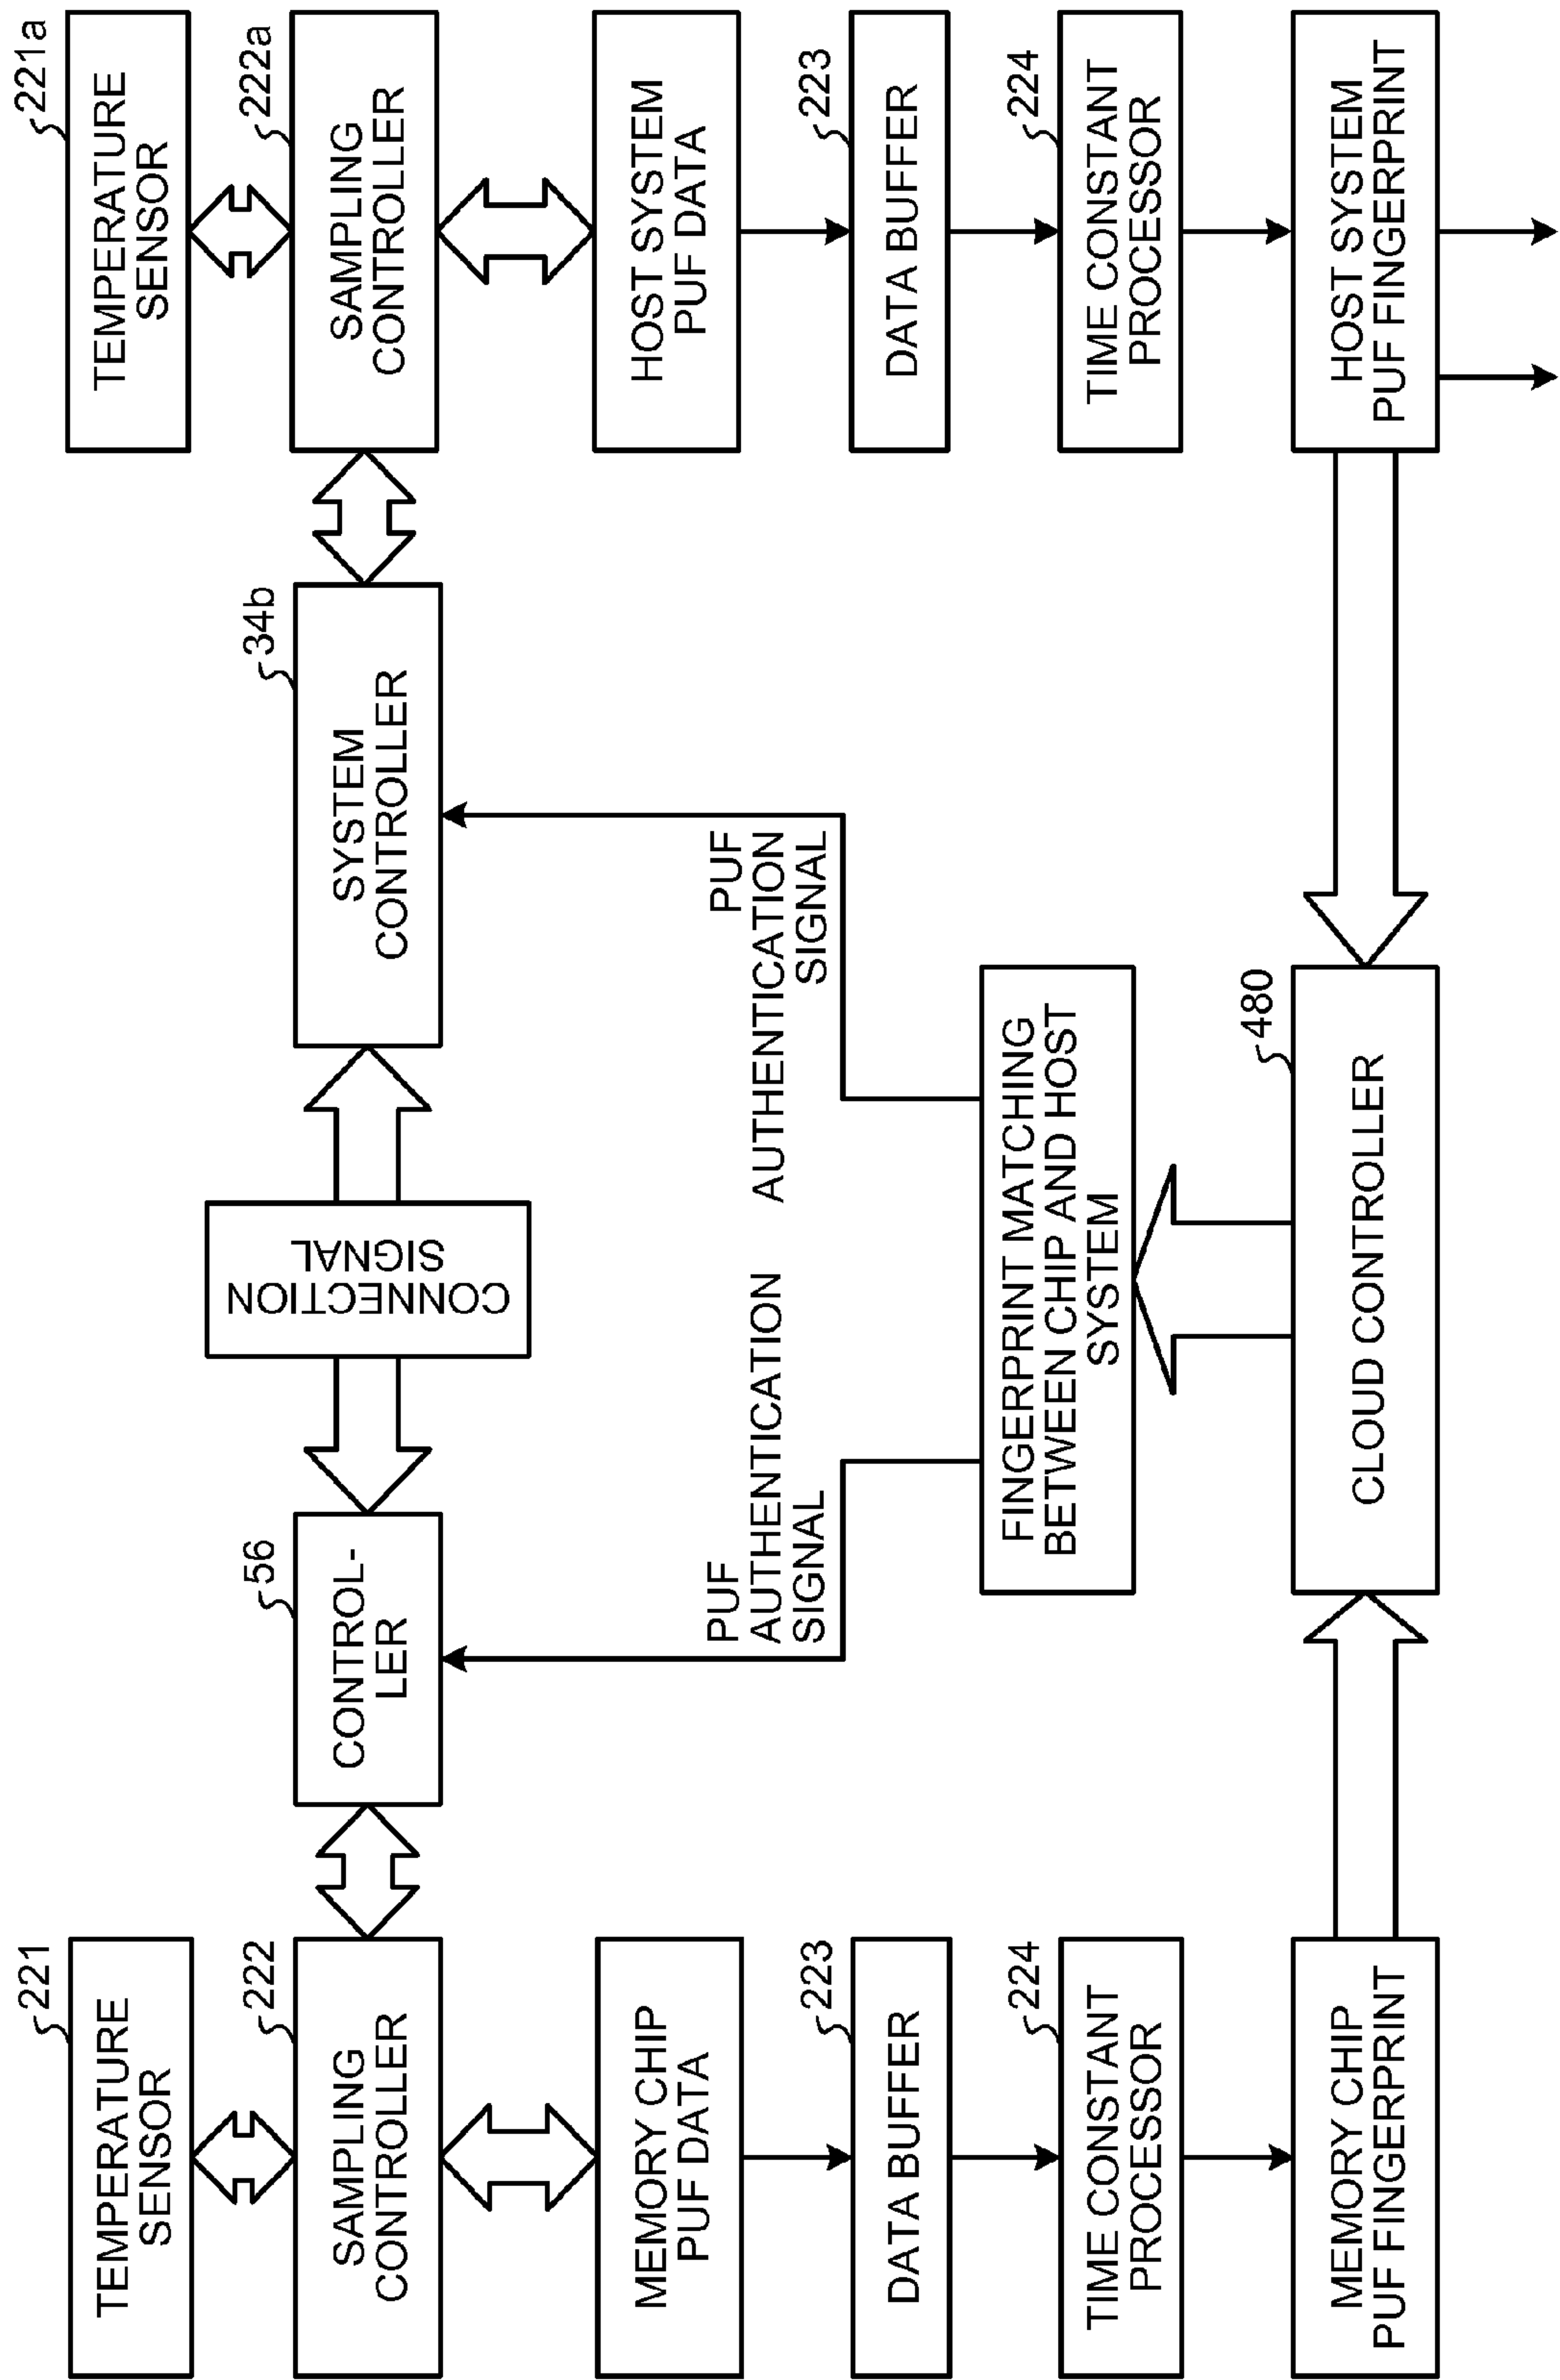 221
TEMPERATURE
SENSOR
222
SAMPLING
CONTROLLER
MEMORY CHIP
PUF DATA
223
DATA BUFFER
224
TIME CONSTANT
PROCESSOR
MEMORY CHIP
PUF FINGERPRINT
56
CONTROL-
LER
CONNECTION
SIGNAL
34b
SYSTEM
CONTROLLER
PUF
AUTHENTICATION
SIGNAL
PUF
AUTHENTICATION
SIGNAL
FINGERPRINT MATCHING
BETWEEN CHIP AND HOST
SYSTEM
480
CLOUD CONTROLLER
221a
TEMPERATURE
SENSOR
222a
SAMPLING
CONTROLLER
HOST SYSTEM
PUF DATA
223
DATA BUFFER
224
TIME CONSTANT
PROCESSOR
HOST SYSTEM
PUF FINGERPRINT